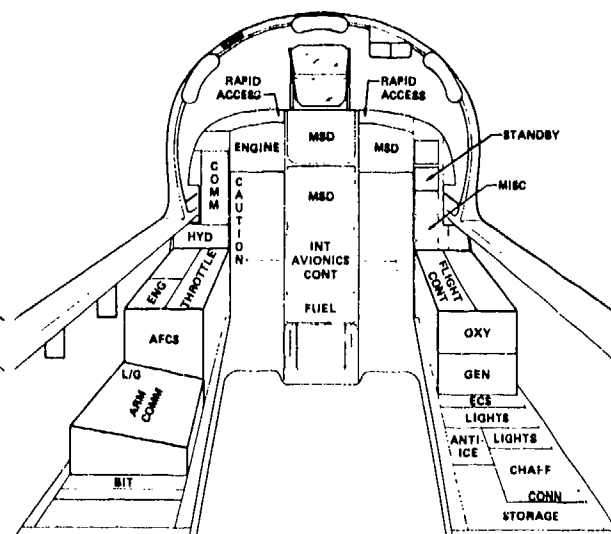 RAPID
ACCESS
RAPID
ACCESS
ENGINE
MSD
MSD
STANDBY
COMM
CAUTION
MSD
MISC
HYD
INT
AVIONICS
CONT
ENG
THROTTLE
FLIGHT
CONT
FUEL
AFCS
OXY
L/G
GEN
ARM
COMM
ECS
LIGHTS
ANTI-
ICE
LIGHTS
CHAFF
BIT
CONN
STORAGE